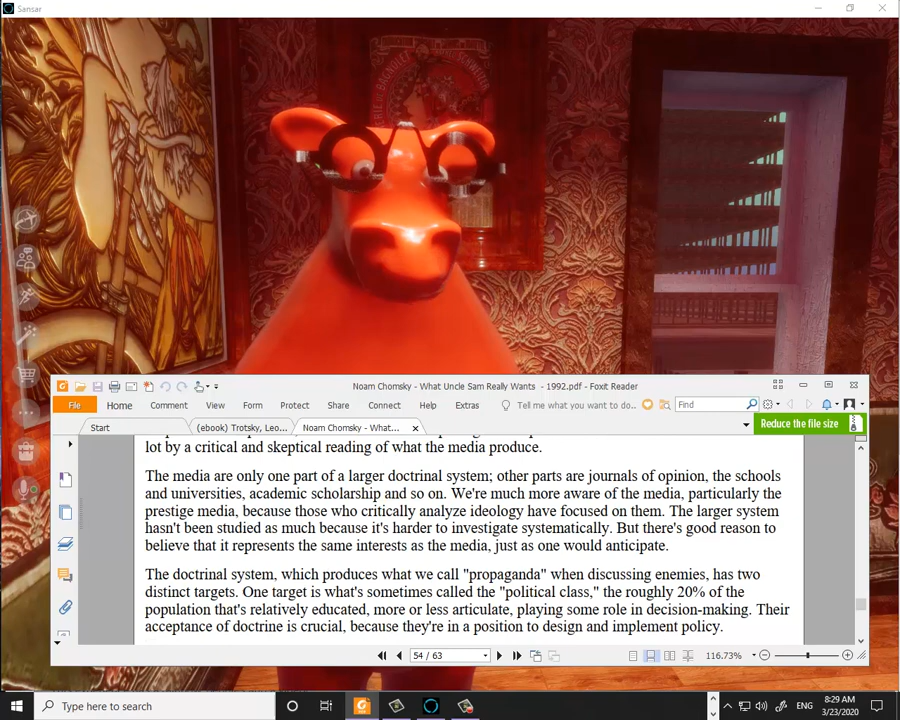 Sansar
Noam Chomsky - What Uncle Sam Really Wants - 1992.pdf - Foxit Reader
File Home Comment View Form Protect Share Connect Help Extras Tell me what you want to do... Find
Start (ebook) Trotsky, Leo... Noam Chomsky - What... Reduce the file size
lot by a critical and skeptical reading of what the media produce.
The media are only one part of a larger doctrinal system; other parts are journals of opinion, the schools
and universities, academic scholarship and so on. We're much more aware of the media, particularly the
prestige media, because those who critically analyze ideology have focused on them. The larger system
hasn't been studied as much because it's harder to investigate systematically. But there's good reason to
believe that it represents the same interests as the media, just as one would anticipate.
The doctrinal system, which produces what we call "propaganda" when discussing enemies, has two
distinct targets. One target is what's sometimes called the "political class," the roughly 20% of the
population that's relatively educated, more or less articulate, playing some role in decision-making. Their
acceptance of doctrine is crucial, because they're in a position to design and implement policy.
54 / 63 116.73%
Type here to search ENG 8:29 AM
3/23/2020